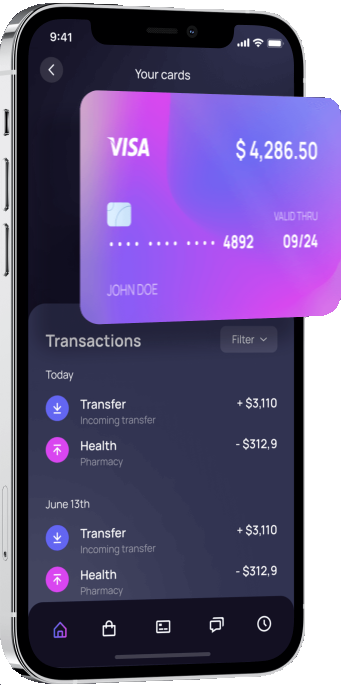 9:41
Your cards
VISA $ 4,286.50
VALID THRU
•••• •••• •••• 4892 09/24
JOHN DOE
Transactions Filter
Today
Transfer + $3,110
Incoming transfer
Health - $312,9
Pharmacy
June 13th
Transfer + $3,110
Incoming transfer
Health - $312,9
Pharmacy